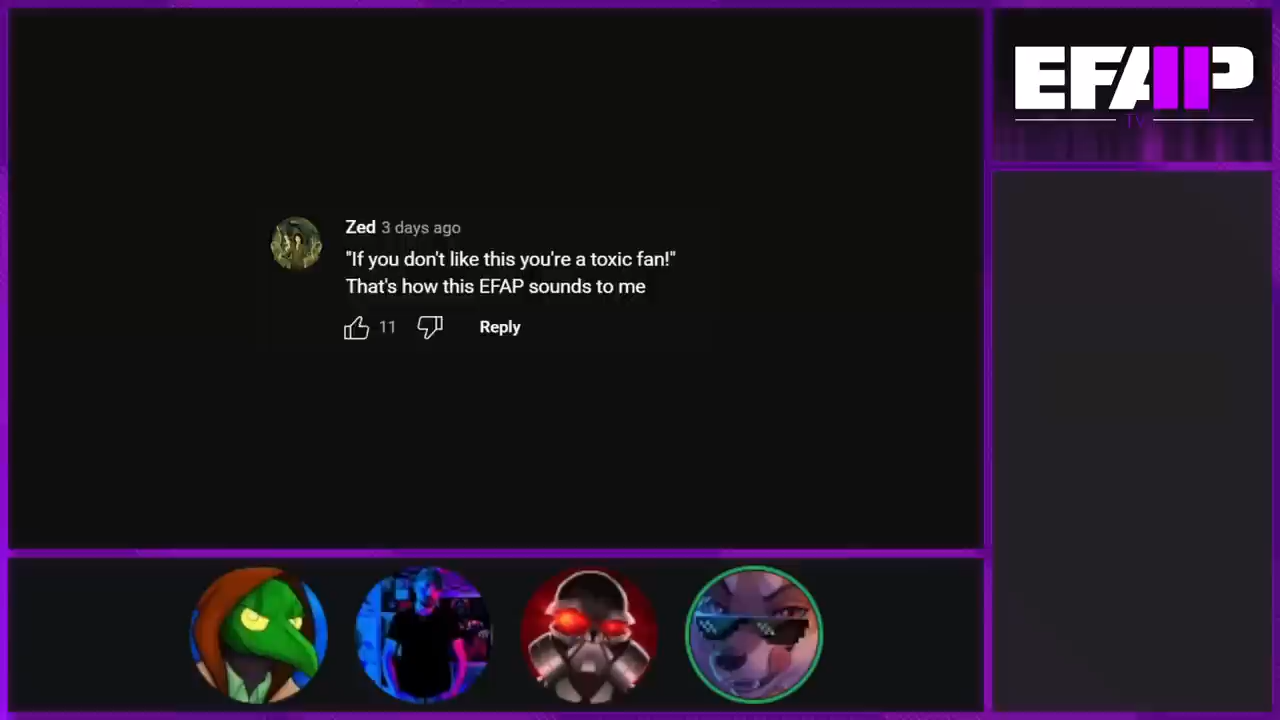 EFAP
TV
Zed 3 days ago
"If you don't like this you're a toxic fan!"
That's how this EFAP sounds to me
11 Reply